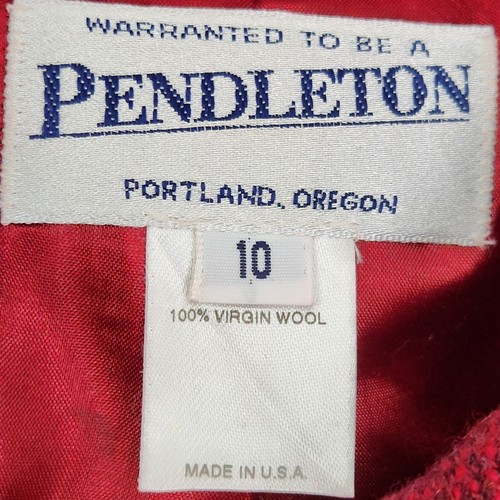 WARRANTED TO BE A
PENDLETON
PORTLAND, OREGON
10
100% VIRGIN WOOL
MADE IN U.S.A.